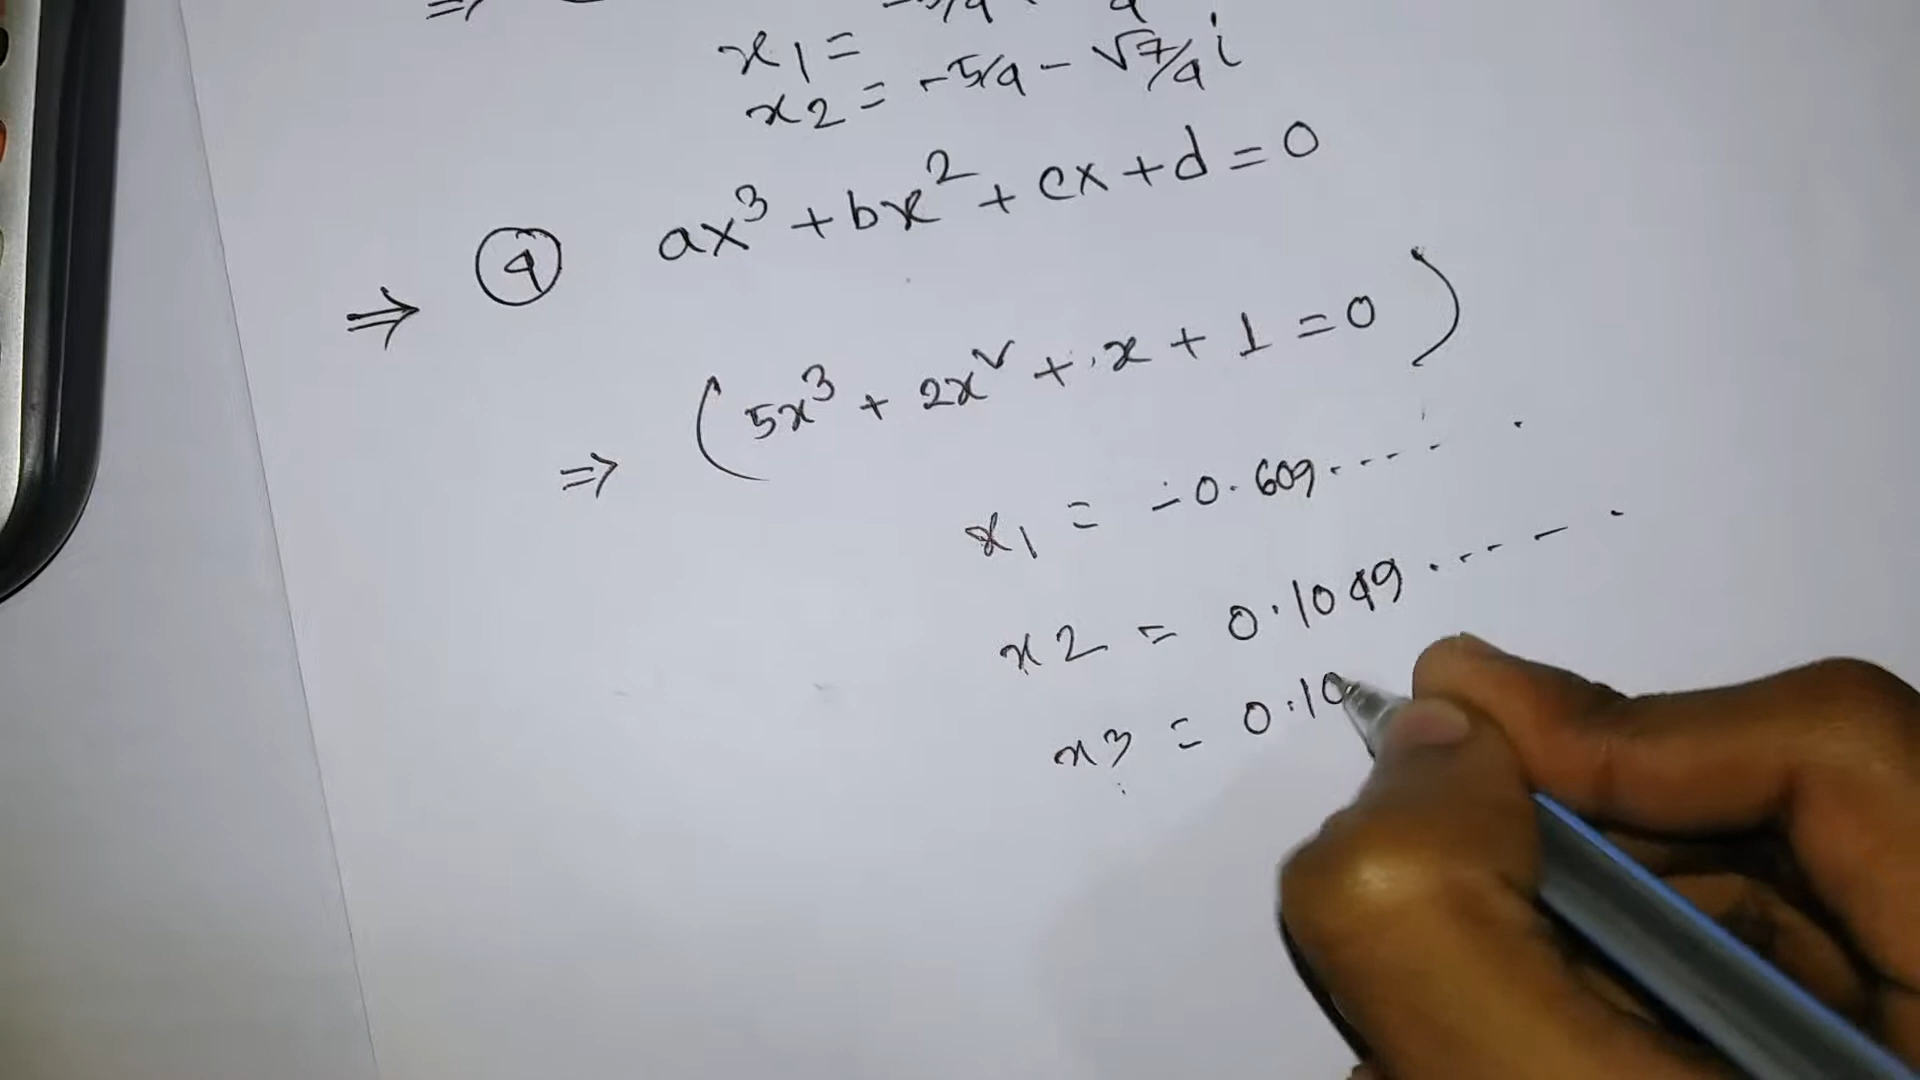 x1 =
x2 = -5/4 - √7/4 i
⇒ ④ ax³ + bx² + cx + d = 0
⇒ (5x³ + 2x² + x + 1 = 0)
x1 = -0.609....
x2 = 0.1049.....
x3 = 0.10